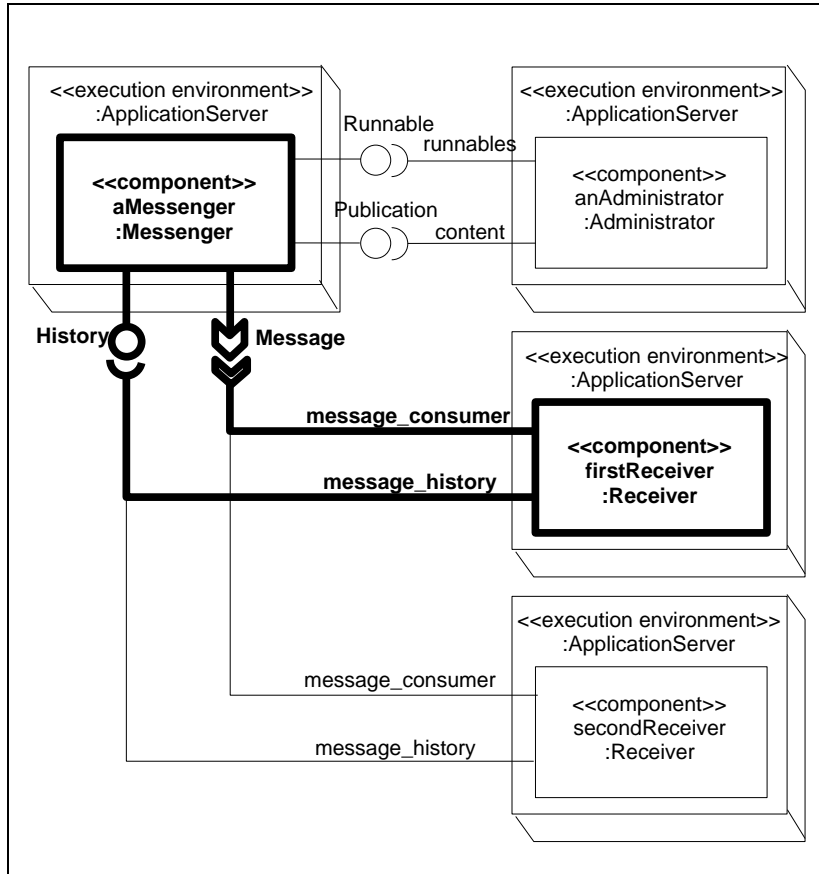 <<execution environment>>
:ApplicationServer
<<component>>
aMessenger
:Messenger
Runnable
runnables
Publication
content
<<execution environment>>
:ApplicationServer
<<component>>
anAdministrator
:Administrator
History
Message
<<execution environment>>
:ApplicationServer
message_consumer
message_history
<<component>>
firstReceiver
:Receiver
<<execution environment>>
:ApplicationServer
message_consumer
message_history
<<component>>
secondReceiver
:Receiver